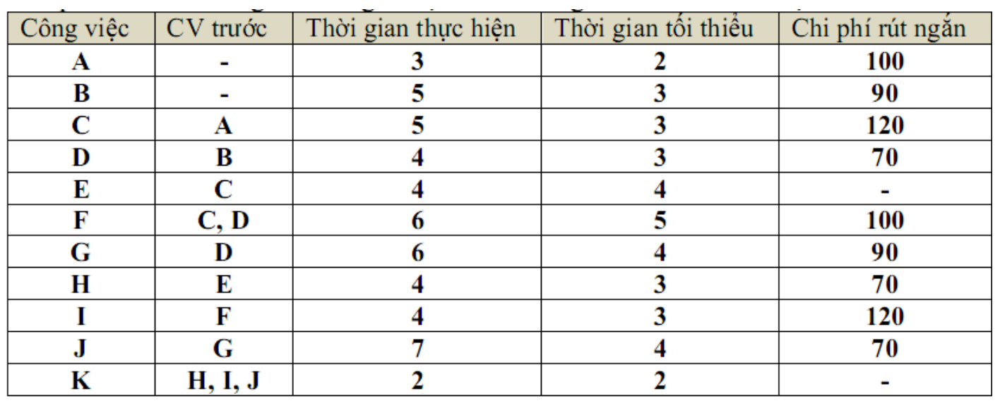 Công việc CV trước Thời gian thực hiện Thời gian tối thiểu Chi phí rút ngắn
A - 3 2 100
B - 5 3 90
C A 5 3 120
D B 4 3 70
E C 4 4 -
F C, D 6 5 100
G D 6 4 90
H E 4 3 70
I F 4 3 120
J G 7 4 70
K H, I, J 2 2 -